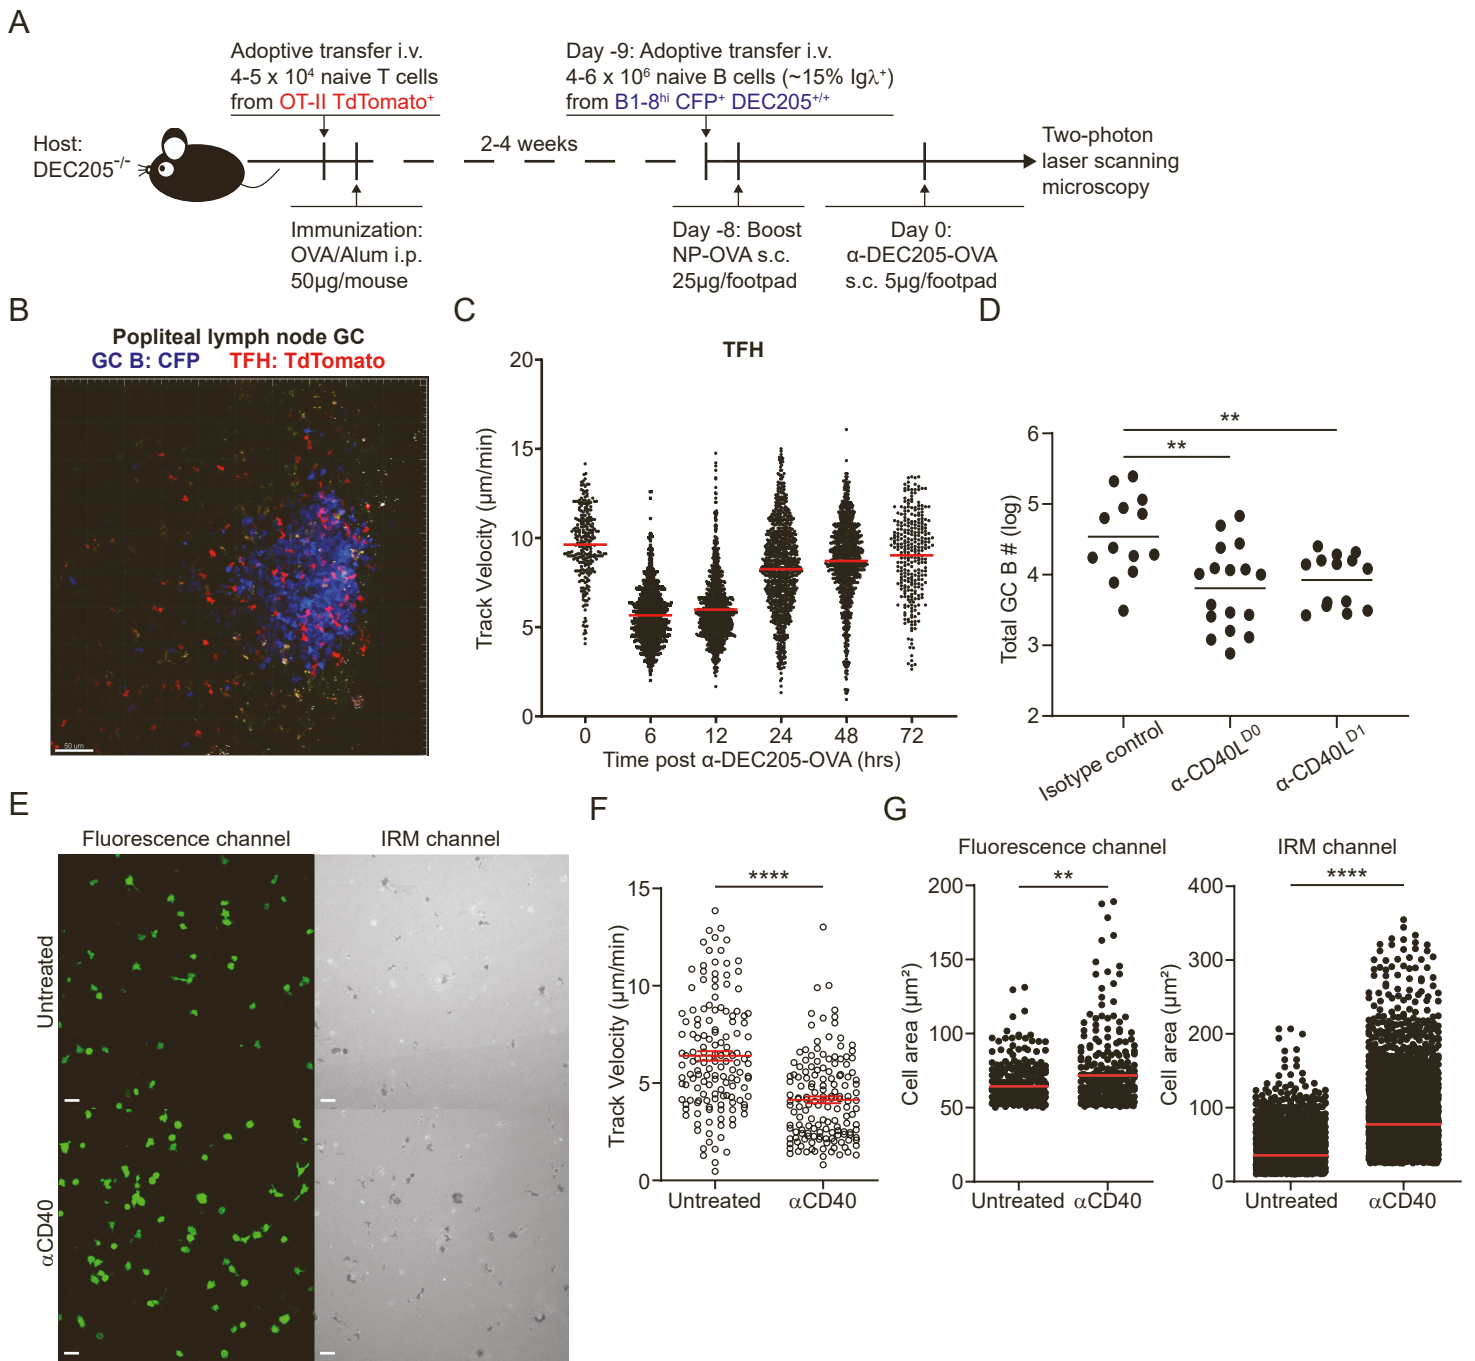 A
Adoptive transfer i.v.
4-5 x 10⁴ naive T cells
from OT-II TdTomato⁺
Day -9: Adoptive transfer i.v.
4-6 x 10⁶ naive B cells (~15% Igλ⁺)
from B1-8ʰⁱ CFP⁺ DEC205⁺/⁺
Host:
DEC205⁻/⁻
2-4 weeks
Two-photon
laser scanning
microscopy
Immunization:
OVA/Alum i.p.
50µg/mouse
Day -8: Boost
NP-OVA s.c.
25µg/footpad
Day 0:
α-DEC205-OVA
s.c. 5µg/footpad
B
Popliteal lymph node GC
GC B: CFP TFH: TdTomato
50 um
C
TFH
Track Velocity (µm/min)
20
15
10
5
0
0 6 12 24 48 72
Time post α-DEC205-OVA (hrs)
D
Total GC B # (log)
6
5
4
3
2
**
**
Isotype control
α-CD40Lᴰ⁰
α-CD40Lᴰ¹
E
Fluorescence channel IRM channel
Untreated
αCD40
F
Track Velocity (µm/min)
15
10
5
0
****
Untreated αCD40
G
Fluorescence channel
Cell area (µm²)
200
150
100
50
0
**
Untreated αCD40
IRM channel
Cell area (µm²)
400
300
200
100
0
****
Untreated αCD40